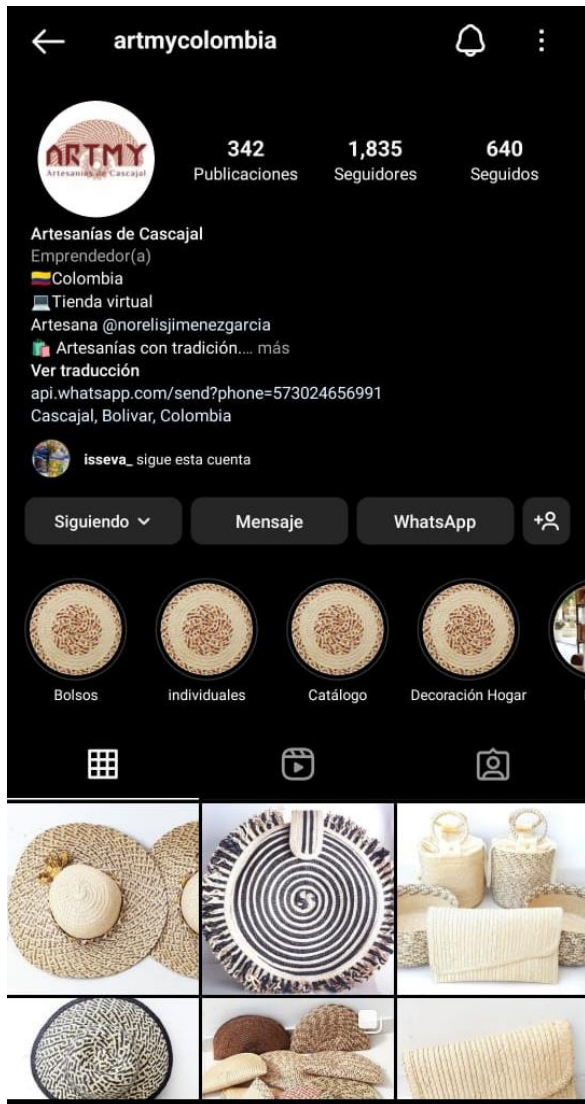 artmycolombia
ARTMY
Artesanías de Cascajal
342
Publicaciones
1,835
Seguidores
640
Seguidos
Artesanías de Cascajal
Emprendedor(a)
🇨🇴Colombia
💻Tienda virtual
Artesana @norelisjimenezgarcia
🛍️ Artesanías con tradición.... más
Ver traducción
api.whatsapp.com/send?phone=573024656991
Cascajal, Bolivar, Colombia
isseva_ sigue esta cuenta
Siguiendo
Mensaje
WhatsApp
Bolsos
individuales
Catálogo
Decoración Hogar